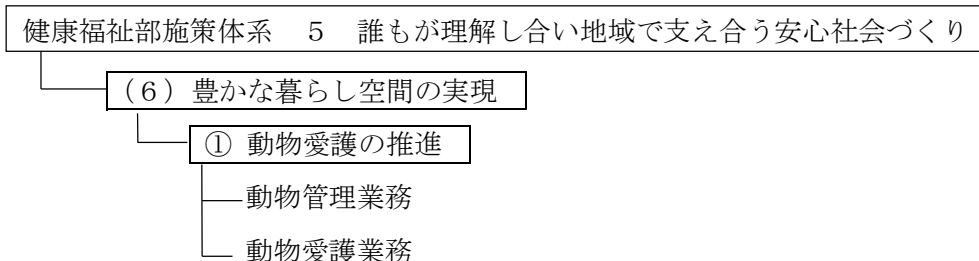 健康福祉部施策体系　５　誰もが理解し合い地域で支え合う安心社会づくり
（６）豊かな暮らし空間の実現
① 動物愛護の推進
動物管理業務
動物愛護業務